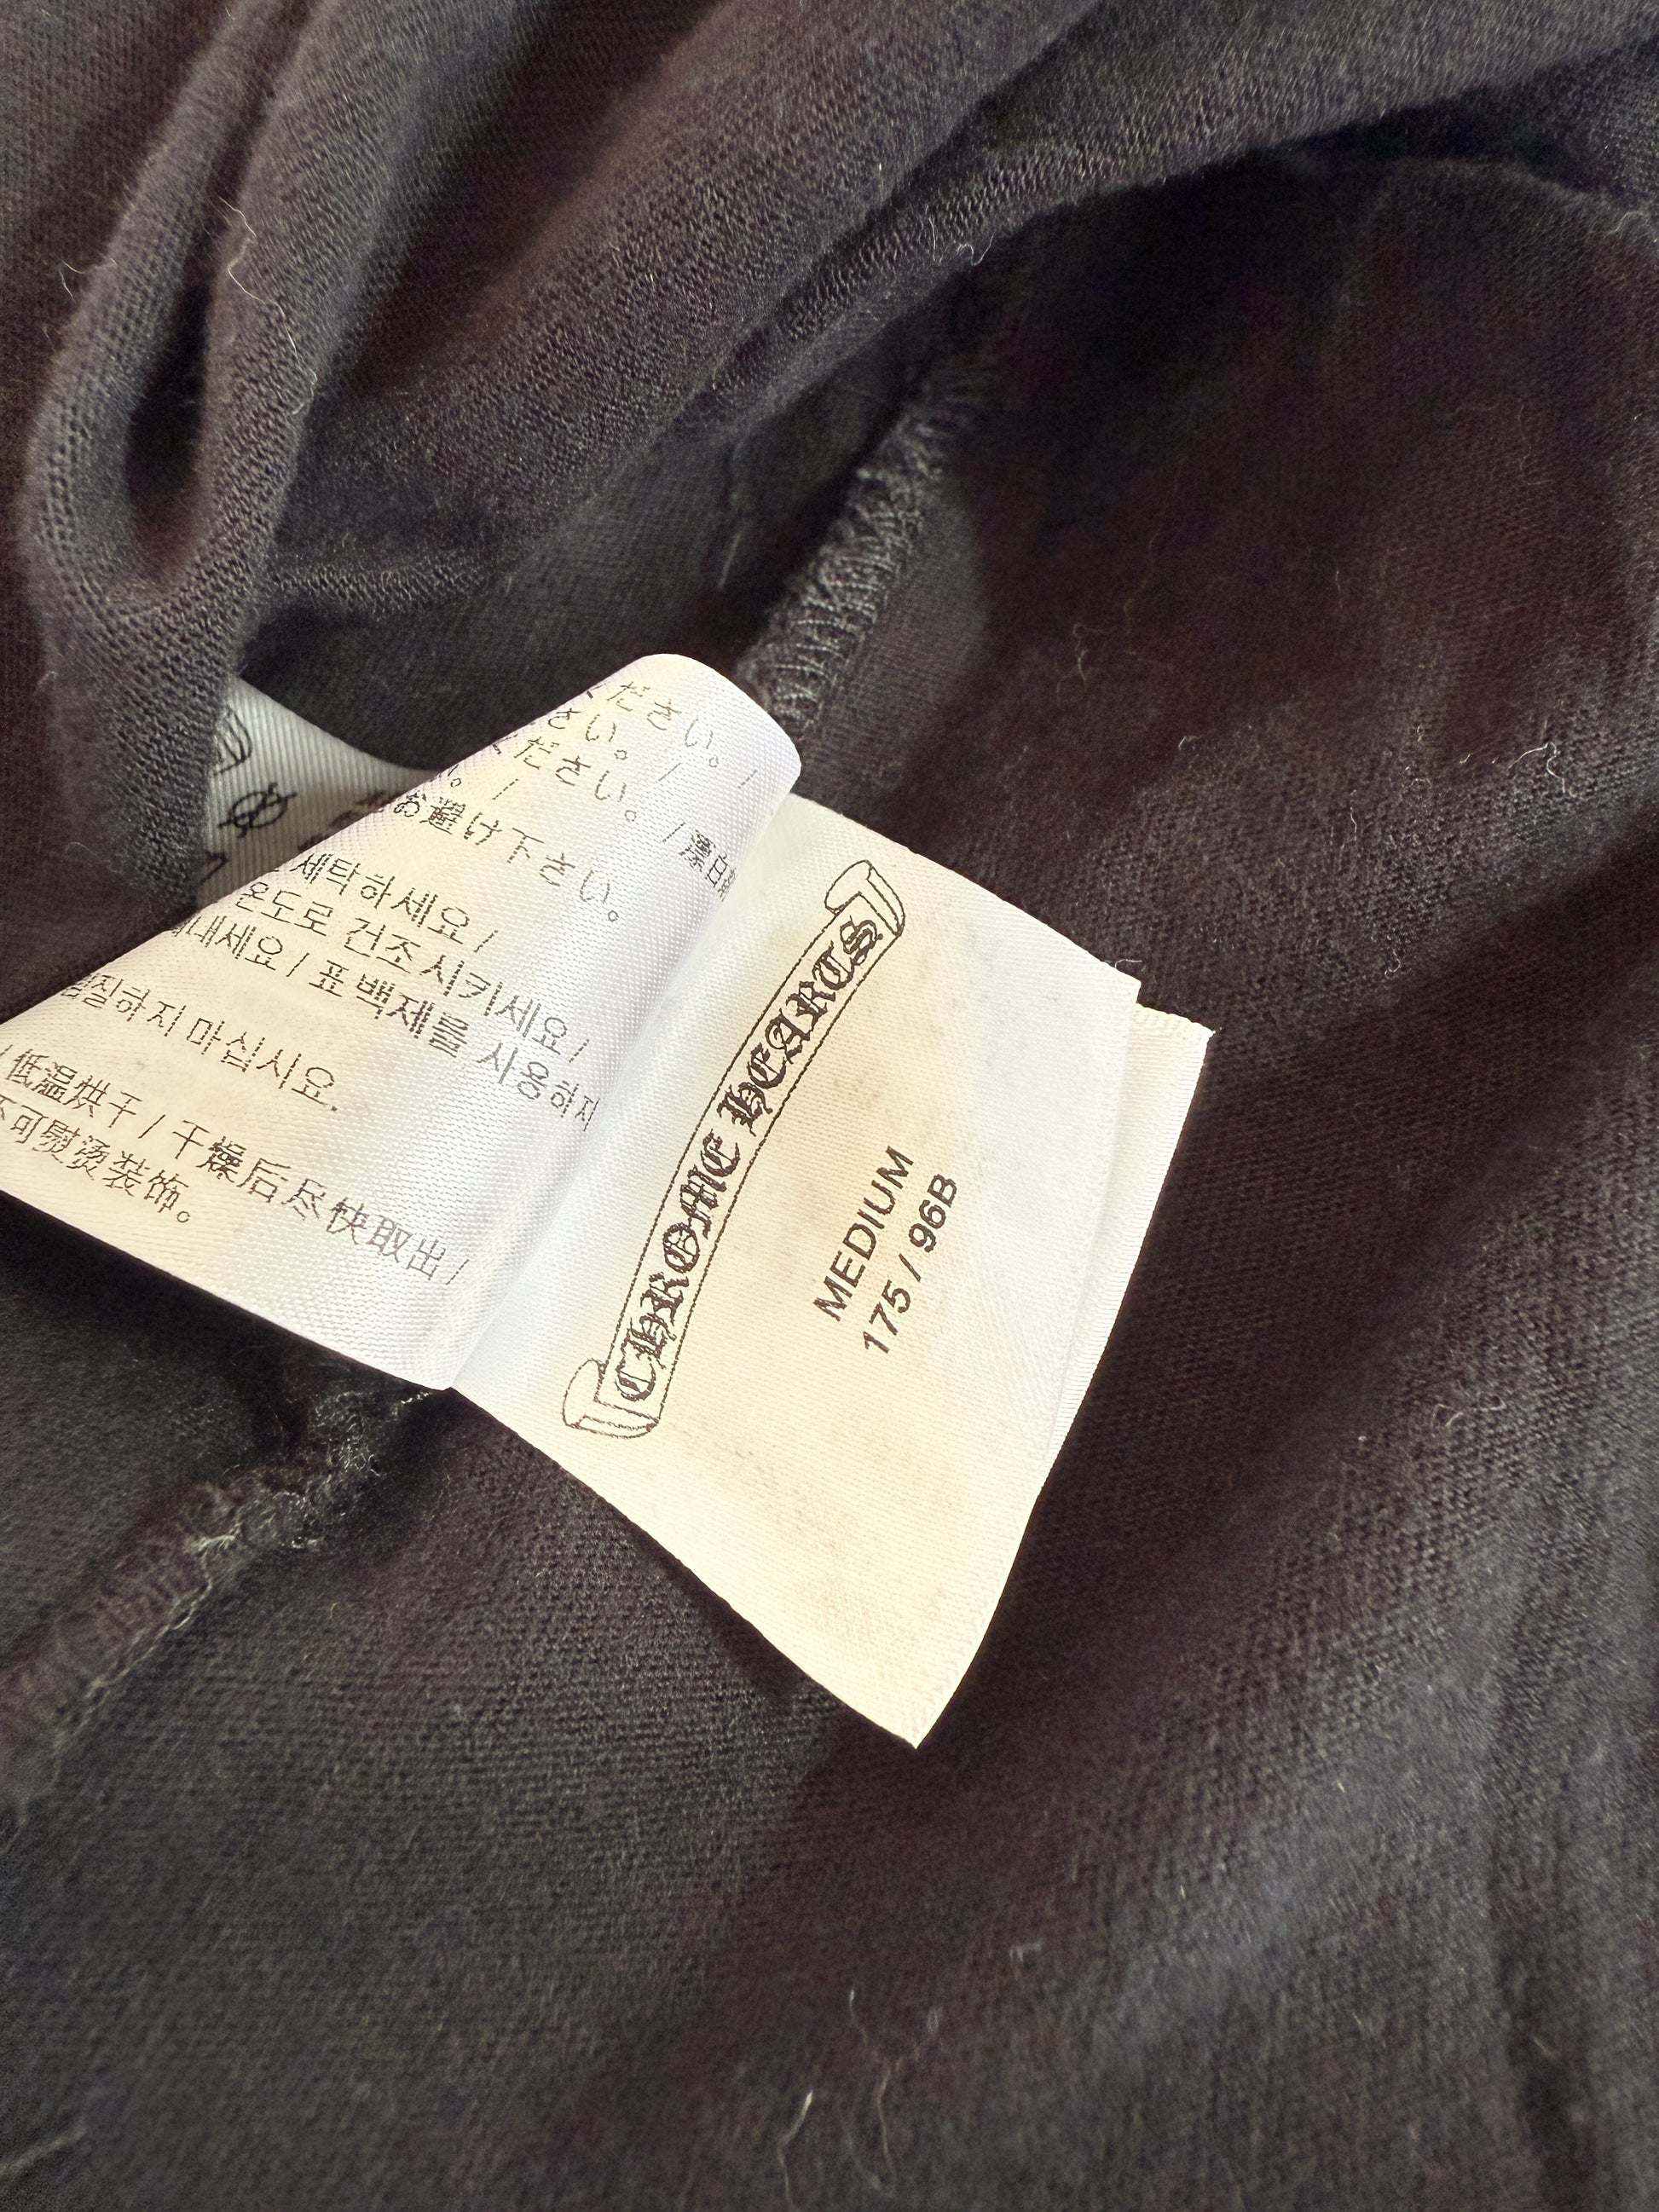 ださい。/
さい。/
ださい。/漂白
お避け下さい。
세탁하세요/
온도로 건조시키세요/
내세요/표백제를 사용하지
질하지 마십시요.
/低温烘干/干燥后尽快取出/
不可熨烫装饰。
CHROME HEARTS
MEDIUM
175 / 96B